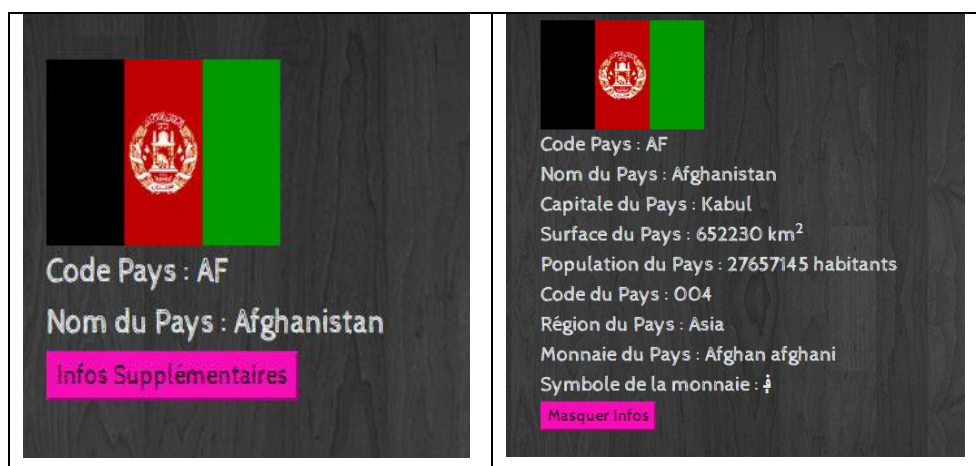 Code Pays : AF
Nom du Pays : Afghanistan
Infos Supplémentaires
Code Pays : AF
Nom du Pays : Afghanistan
Capitale du Pays : Kabul
Surface du Pays : 652230 km²
Population du Pays : 27657145 habitants
Code du Pays : 004
Région du Pays : Asia
Monnaie du Pays : Afghan afghani
Symbole de la monnaie : ؋
Masquer Infos